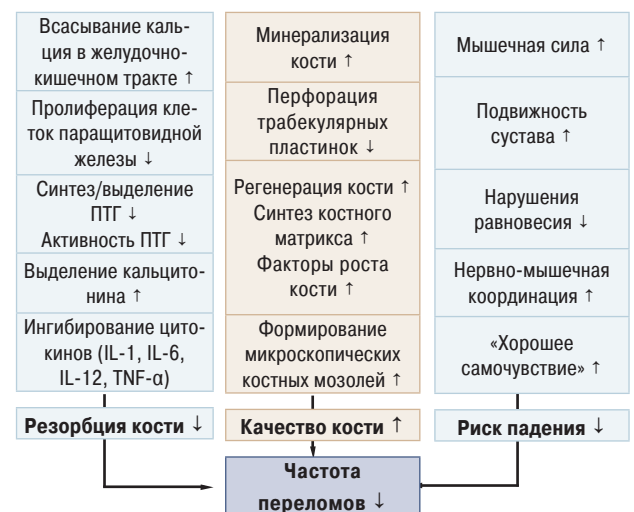 Всасывание каль-
ция в желудочно-
кишечном тракте ↑
Пролиферация кле-
ток паращитовидной
железы ↓
Синтез/выделение
ПТГ ↓
Активность ПТГ ↓
Выделение кальцито-
нина ↑
Ингибирование цито-
кинов (IL-1, IL-6,
IL-12, TNF-α)
Резорбция кости ↓
Минерализация
кости ↑
Перфорация
трабекулярных
пластинок ↓
Регенерация кости ↑
Синтез костного
матрикса ↑
Факторы роста
кости ↑
Формирование
микроскопических
костных мозолей ↑
Качество кости ↑
Мышечная сила ↑
Подвижность
сустава ↑
Нарушения
равновесия ↓
Нервно-мышечная
координация ↑
«Хорошее
самочувствие» ↑
Риск падения ↓
Частота
переломов ↓